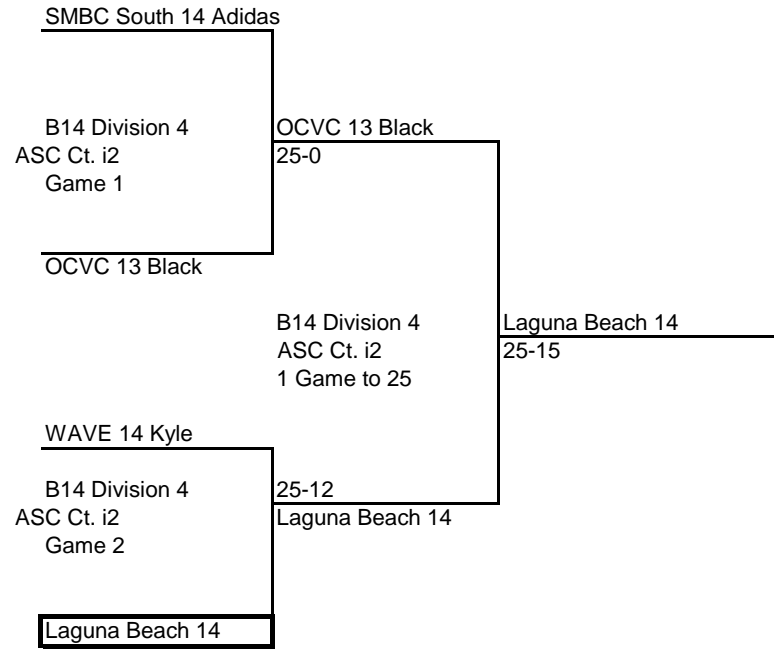 SMBC South 14 Adidas
B14 Division 4
ASC Ct. i2
Game 1
OCVC 13 Black
25-0
OCVC 13 Black
B14 Division 4
ASC Ct. i2
1 Game to 25
Laguna Beach 14
25-15
WAVE 14 Kyle
B14 Division 4
ASC Ct. i2
Game 2
25-12
Laguna Beach 14
Laguna Beach 14